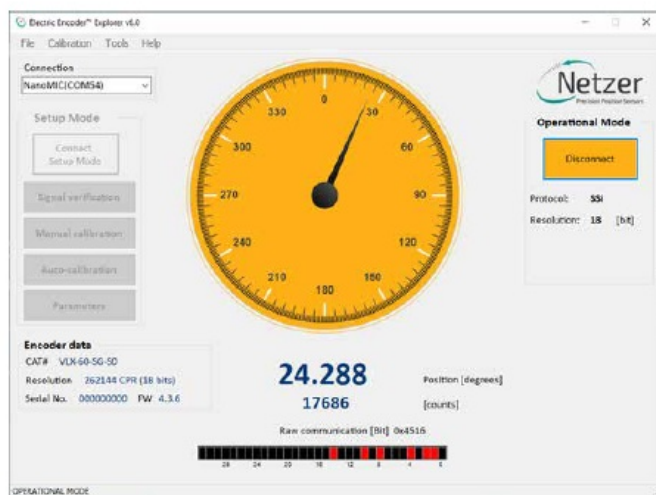 Electric Encoder™ Explorer v6.0
File Calibration Tools Help
Connection
NanoMIC(COM54)
Setup Mode
Connect
Setup Mode
Signal verification
Manual calibration
Auto-calibration
Parameters
0
30
60
90
120
150
180
210
240
270
300
330
Netzer
Precision Position Sensors
Operational Mode
Disconnect
Protocol: SSi
Resolution: 18 [bit]
Encoder data
CAT# VLX-60-SG-S0
Resolution 262144 CPR (18 bits)
Serial No. 000000000 FW 4.3.6
24.288 Position [degrees]
17686 [counts]
Raw communication [Bit] 0x4516
28 24 20 16 12 8 4 0
OPERATIONAL MODE